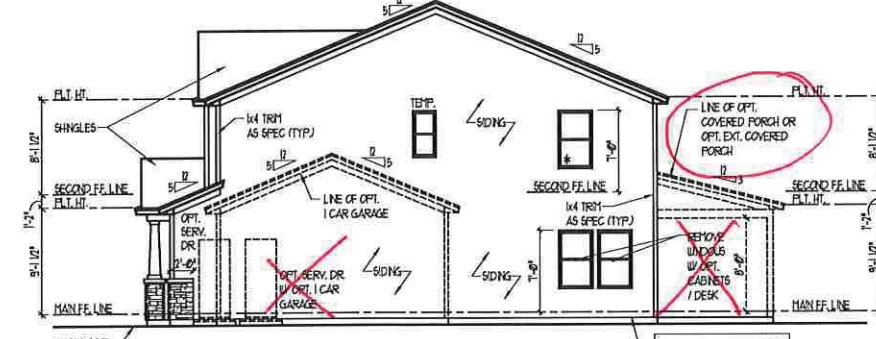 12
5
12
5
PLT. HT.
PLT. HT.
SHINGLES
1x4 TRIM
AS SPEC (TYP.)
TEMP.
SIDING
LINE OF OPT.
COVERED PORCH OR
OPT. EXT. COVERED
PORCH
8'-1 1/2"
7'-0"
*
8'-1
12
5
12
5
12
5
12
3
SECOND F.F. LINE
SECOND F.F. LINE
SECOND F.F. LINE
PLT. HT.
PLT. HT.
1'-2"
1'-2"
LINE OF OPT.
1 CAR GARAGE
1x4 TRIM
AS SPEC (TYP.)
OPT.
SERV.
DR.
2'-0"
OPT. SERV. DR.
W/ OPT. 1 CAR
GARAGE
SIDING
SIDING
REMOVE
WINDOWS
W/ OPT.
CABINETS
/ DESK
9'-1 1/2"
7'-0"
8'-0"
9'-1 1/2"
MAIN F.F. LINE
MAIN F.F. LINE